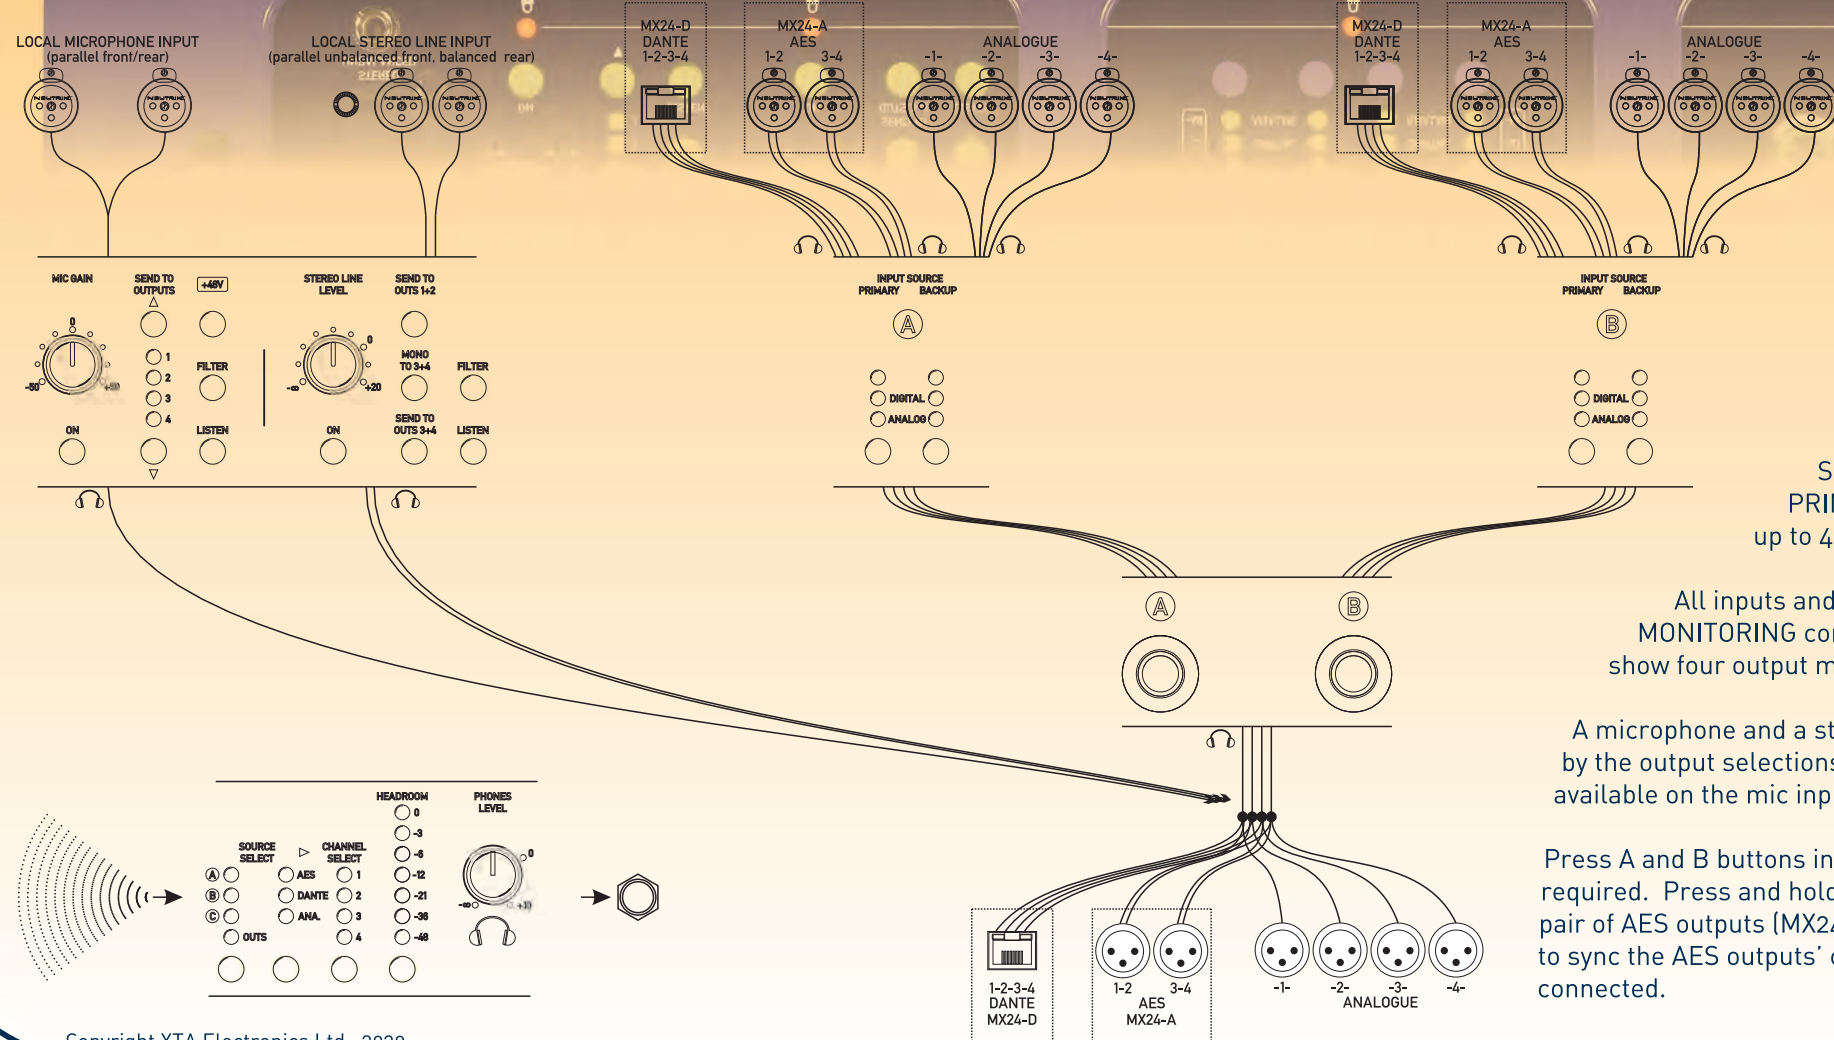 LOCAL MICROPHONE INPUT
(parallel front/rear)
LOCAL STEREO LINE INPUT
(parallel unbalanced front, balanced rear)
MX24-D
DANTE
1-2-3-4
MX24-A
AES
1-2 3-4
ANALOGUE
-1- -2- -3- -4-
MX24-D
DANTE
1-2-3-4
MX24-A
AES
1-2 3-4
ANALOGUE
-1- -2- -3- -4-
MIC GAIN
0
-50
SEND TO
OUTPUTS
1
2
3
4
+48V
FILTER
ON
LISTEN
STEREO LINE
LEVEL
0
-∞ +20
SEND TO
OUTS 1+2
MONO
TO 3+4
FILTER
SEND TO
OUTS 3+4
ON
LISTEN
INPUT SOURCE
PRIMARY BACKUP
A
DIGITAL
ANALOG
INPUT SOURCE
PRIMARY BACKUP
B
DIGITAL
ANALOG
A B
S
PRI
up to 4
All inputs and
MONITORING co
show four output m
A microphone and a st
by the output selections
available on the mic inp
Press A and B buttons in
required. Press and hold
pair of AES outputs (MX24
to sync the AES outputs'
connected.
HEADROOM
0
-3
-6
-12
-21
-36
-48
PHONES
LEVEL
0
-∞ +10
SOURCE
SELECT
CHANNEL
SELECT
A AES 1
B DANTE 2
C ANA. 3
OUTS 4
1-2-3-4
DANTE
MX24-D
1-2 3-4
AES
MX24-A
-1- -2- -3- -4-
ANALOGUE
Copyright XTA Electronics Ltd. 2020